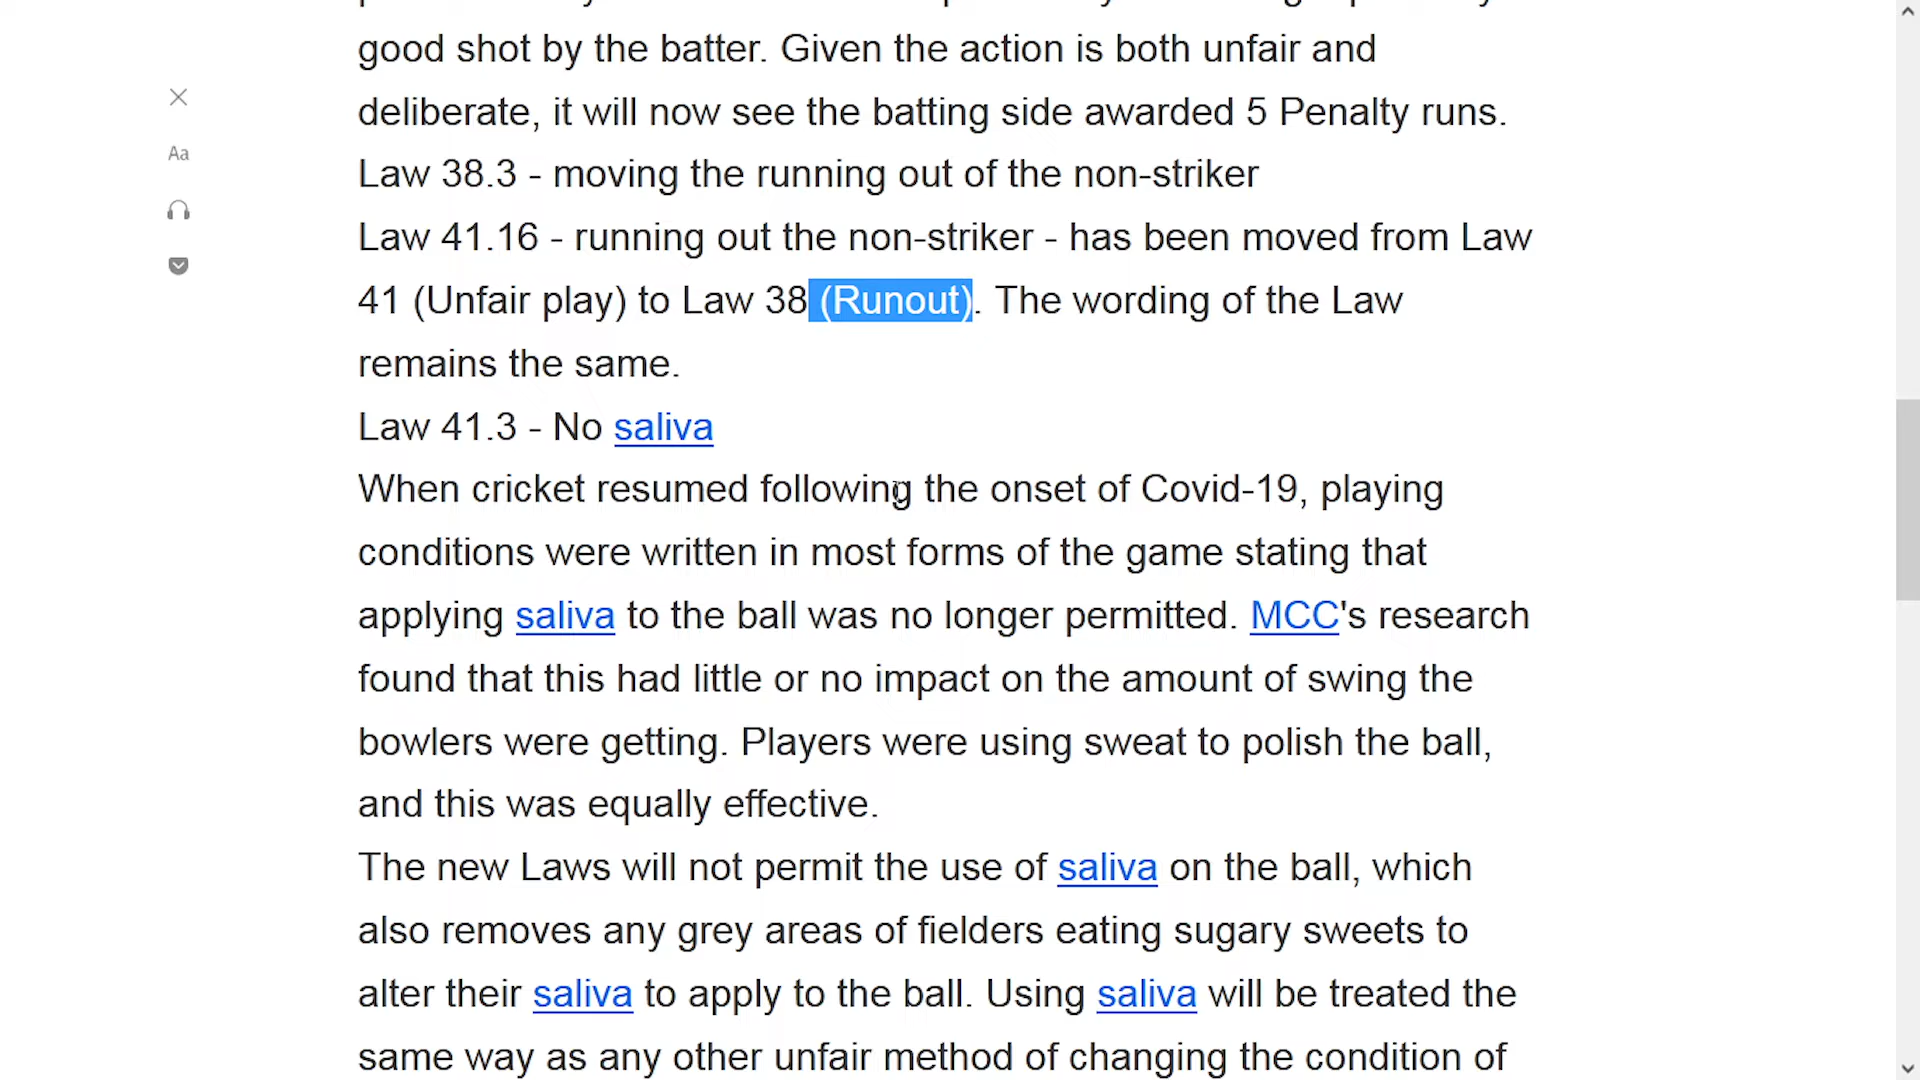 good shot by the batter. Given the action is both unfair and
deliberate, it will now see the batting side awarded 5 Penalty runs.
Law 38.3 - moving the running out of the non-striker
Law 41.16 - running out the non-striker - has been moved from Law
41 (Unfair play) to Law 38 (Runout). The wording of the Law
remains the same.
Law 41.3 - No saliva
When cricket resumed following the onset of Covid-19, playing
conditions were written in most forms of the game stating that
applying saliva to the ball was no longer permitted. MCC's research
found that this had little or no impact on the amount of swing the
bowlers were getting. Players were using sweat to polish the ball,
and this was equally effective.
The new Laws will not permit the use of saliva on the ball, which
also removes any grey areas of fielders eating sugary sweets to
alter their saliva to apply to the ball. Using saliva will be treated the
same way as any other unfair method of changing the condition of
Aa